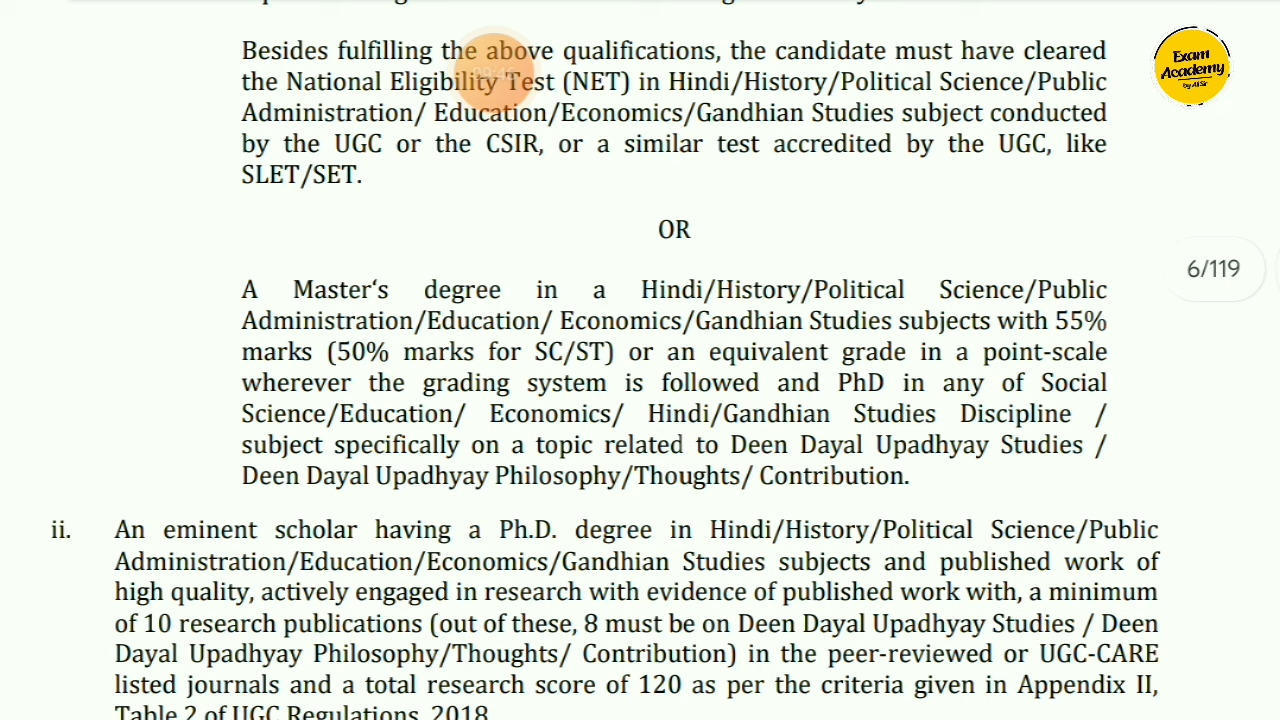 Besides fulfilling the above qualifications, the candidate must have cleared
the National Eligibility Test (NET) in Hindi/History/Political Science/Public
Administration/ Education/Economics/Gandhian Studies subject conducted
by the UGC or the CSIR, or a similar test accredited by the UGC, like
SLET/SET.
OR
A Master‘s degree in a Hindi/History/Political Science/Public
Administration/Education/ Economics/Gandhian Studies subjects with 55%
marks (50% marks for SC/ST) or an equivalent grade in a point-scale
wherever the grading system is followed and PhD in any of Social
Science/Education/ Economics/ Hindi/Gandhian Studies Discipline /
subject specifically on a topic related to Deen Dayal Upadhyay Studies /
Deen Dayal Upadhyay Philosophy/Thoughts/ Contribution.
ii. An eminent scholar having a Ph.D. degree in Hindi/History/Political Science/Public
Administration/Education/Economics/Gandhian Studies subjects and published work of
high quality, actively engaged in research with evidence of published work with, a minimum
of 10 research publications (out of these, 8 must be on Deen Dayal Upadhyay Studies / Deen
Dayal Upadhyay Philosophy/Thoughts/ Contribution) in the peer-reviewed or UGC-CARE
listed journals and a total research score of 120 as per the criteria given in Appendix II,
Table 2 of UGC Regulations, 2018
Exam
Academy
6/119